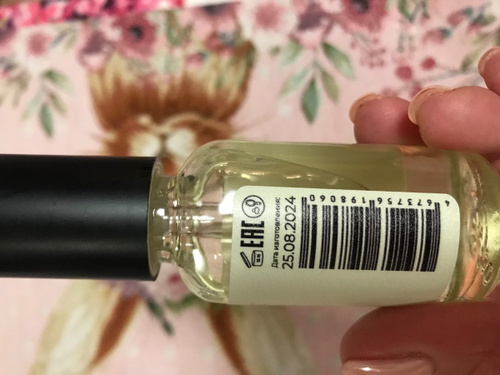 EAC
Дата изготовления:
25.08.2024
4 673756 198060